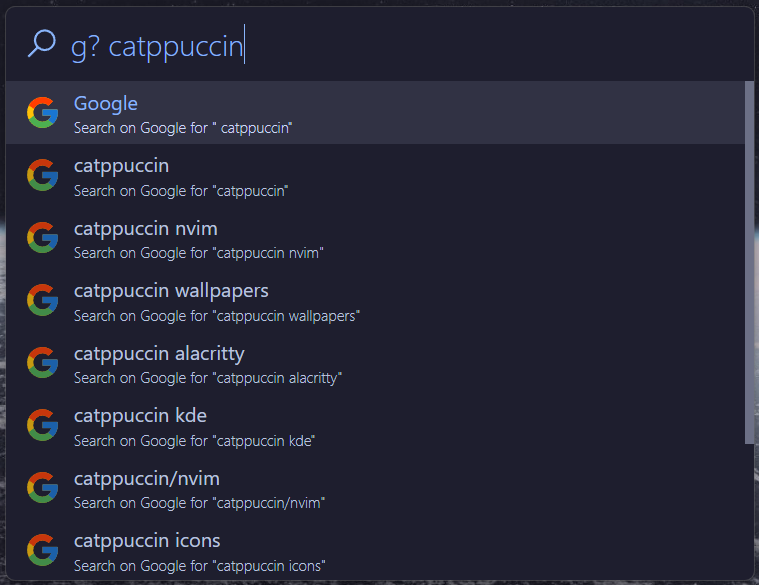 g? catppuccin
Google
Search on Google for " catppuccin"
catppuccin
Search on Google for "catppuccin"
catppuccin nvim
Search on Google for "catppuccin nvim"
catppuccin wallpapers
Search on Google for "catppuccin wallpapers"
catppuccin alacritty
Search on Google for "catppuccin alacritty"
catppuccin kde
Search on Google for "catppuccin kde"
catppuccin/nvim
Search on Google for "catppuccin/nvim"
catppuccin icons
Search on Google for "catppuccin icons"